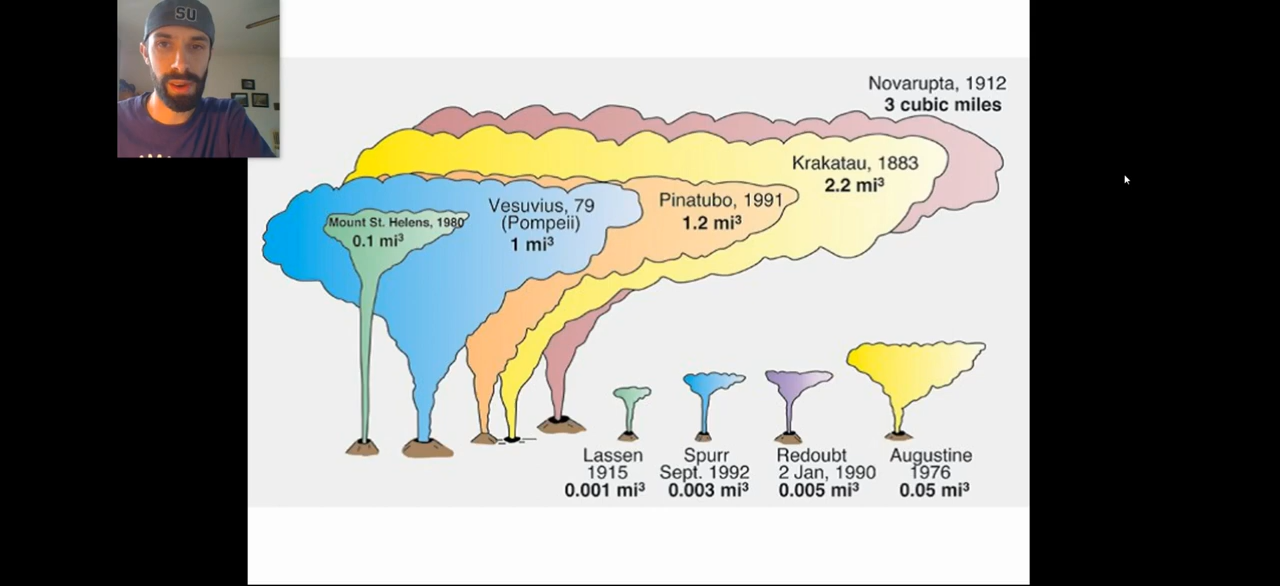 SU
Novarupta, 1912
3 cubic miles
Krakatau, 1883
2.2 mi³
Pinatubo, 1991
1.2 mi³
Vesuvius, 79
(Pompeii)
1 mi³
Mount St. Helens, 1980
0.1 mi³
Lassen
1915
0.001 mi³
Spurr
Sept. 1992
0.003 mi³
Redoubt
2 Jan, 1990
0.005 mi³
Augustine
1976
0.05 mi³